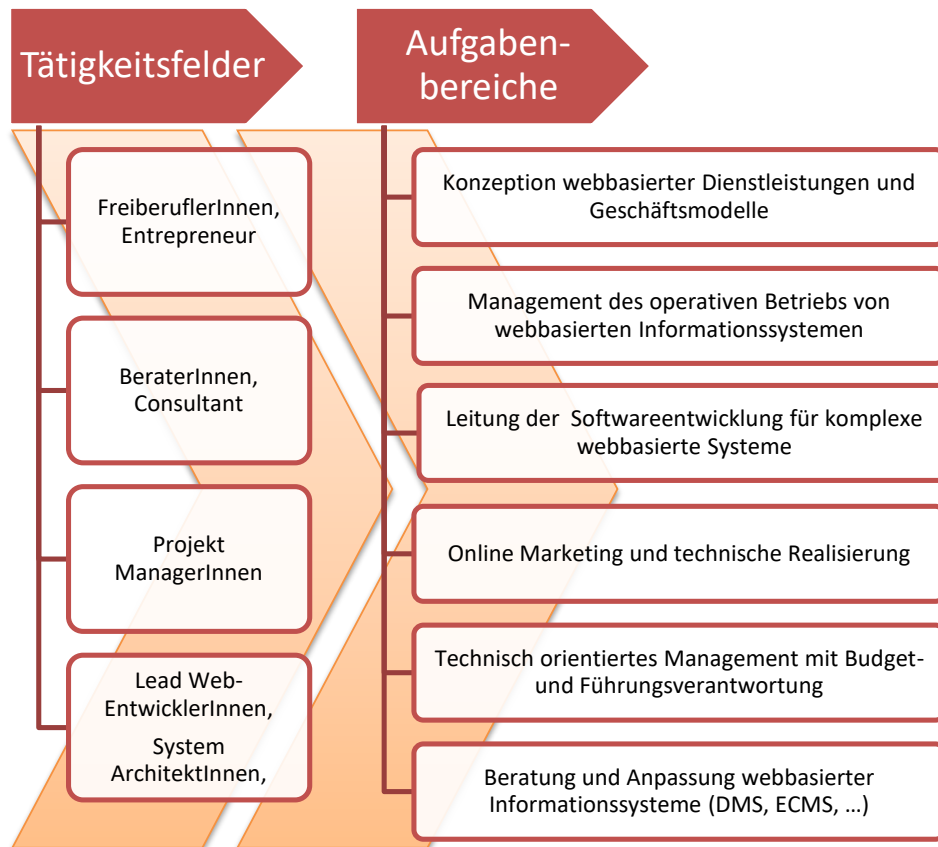 Tätigkeitsfelder
FreiberuflerInnen,
Entrepreneur
BeraterInnen,
Consultant
Projekt
ManagerInnen
Lead Web-
EntwicklerInnen,
System
ArchitektInnen,
Aufgaben-
bereiche
Konzeption webbasierter Dienstleistungen und
Geschäftsmodelle
Management des operativen Betriebs von
webbasierten Informationssystemen
Leitung der Softwareentwicklung für komplexe
webbasierte Systeme
Online Marketing und technische Realisierung
Technisch orientiertes Management mit Budget-
und Führungsverantwortung
Beratung und Anpassung webbasierter
Informationssysteme (DMS, ECMS, ...)